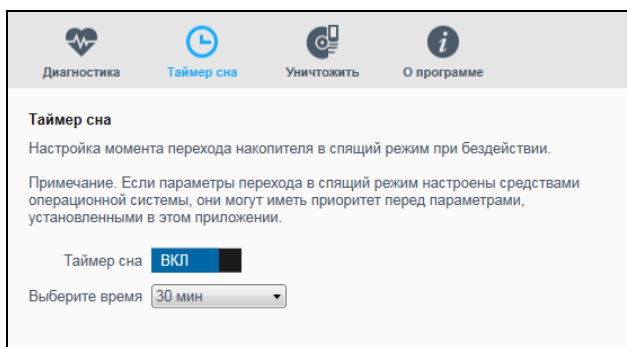 Диагностика Таймер сна Уничтожить О программе
Таймер сна
Настройка момента перехода накопителя в спящий режим при бездействии.
Примечание. Если параметры перехода в спящий режим настроены средствами
операционной системы, они могут иметь приоритет перед параметрами,
установленными в этом приложении.
Таймер сна ВКЛ
Выберите время 30 мин